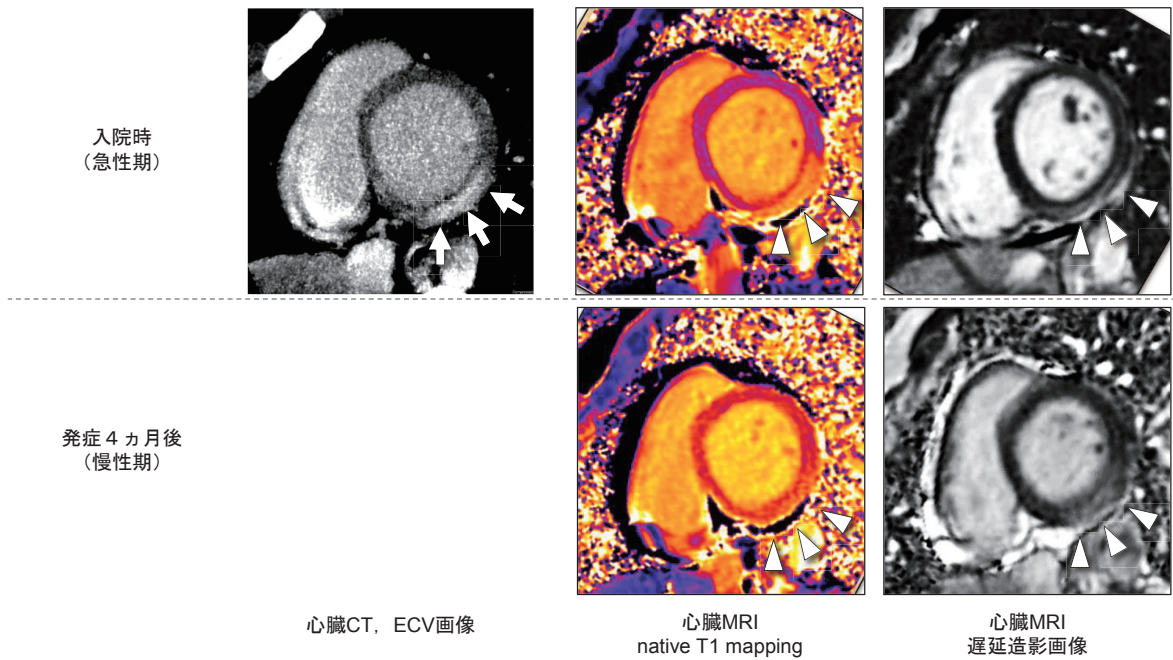 入院時
（急性期）
発症４ヵ月後
（慢性期）
心臓CT，ECV画像
心臓MRI
native T1 mapping
心臓MRI
遅延造影画像